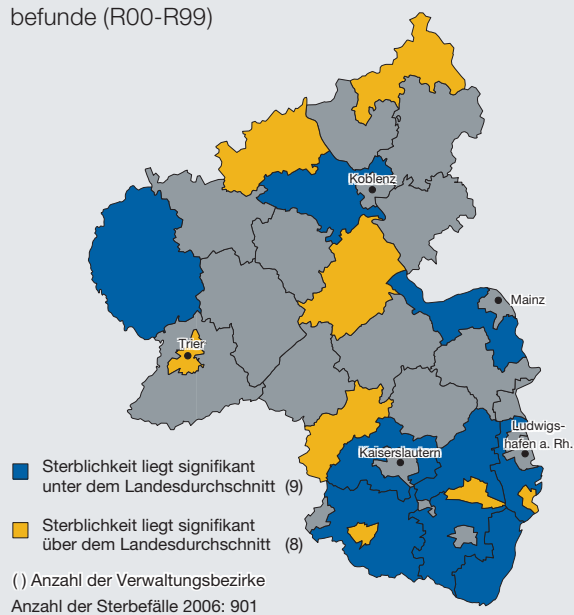 befunde (R00-R99)
Koblenz
Mainz
Trier
Ludwigs-
hafen a. Rh.
Kaiserslautern
Sterblichkeit liegt signifikant
unter dem Landesdurchschnitt (9)
Sterblichkeit liegt signifikant
über dem Landesdurchschnitt (8)
( ) Anzahl der Verwaltungsbezirke
Anzahl der Sterbefälle 2006: 901